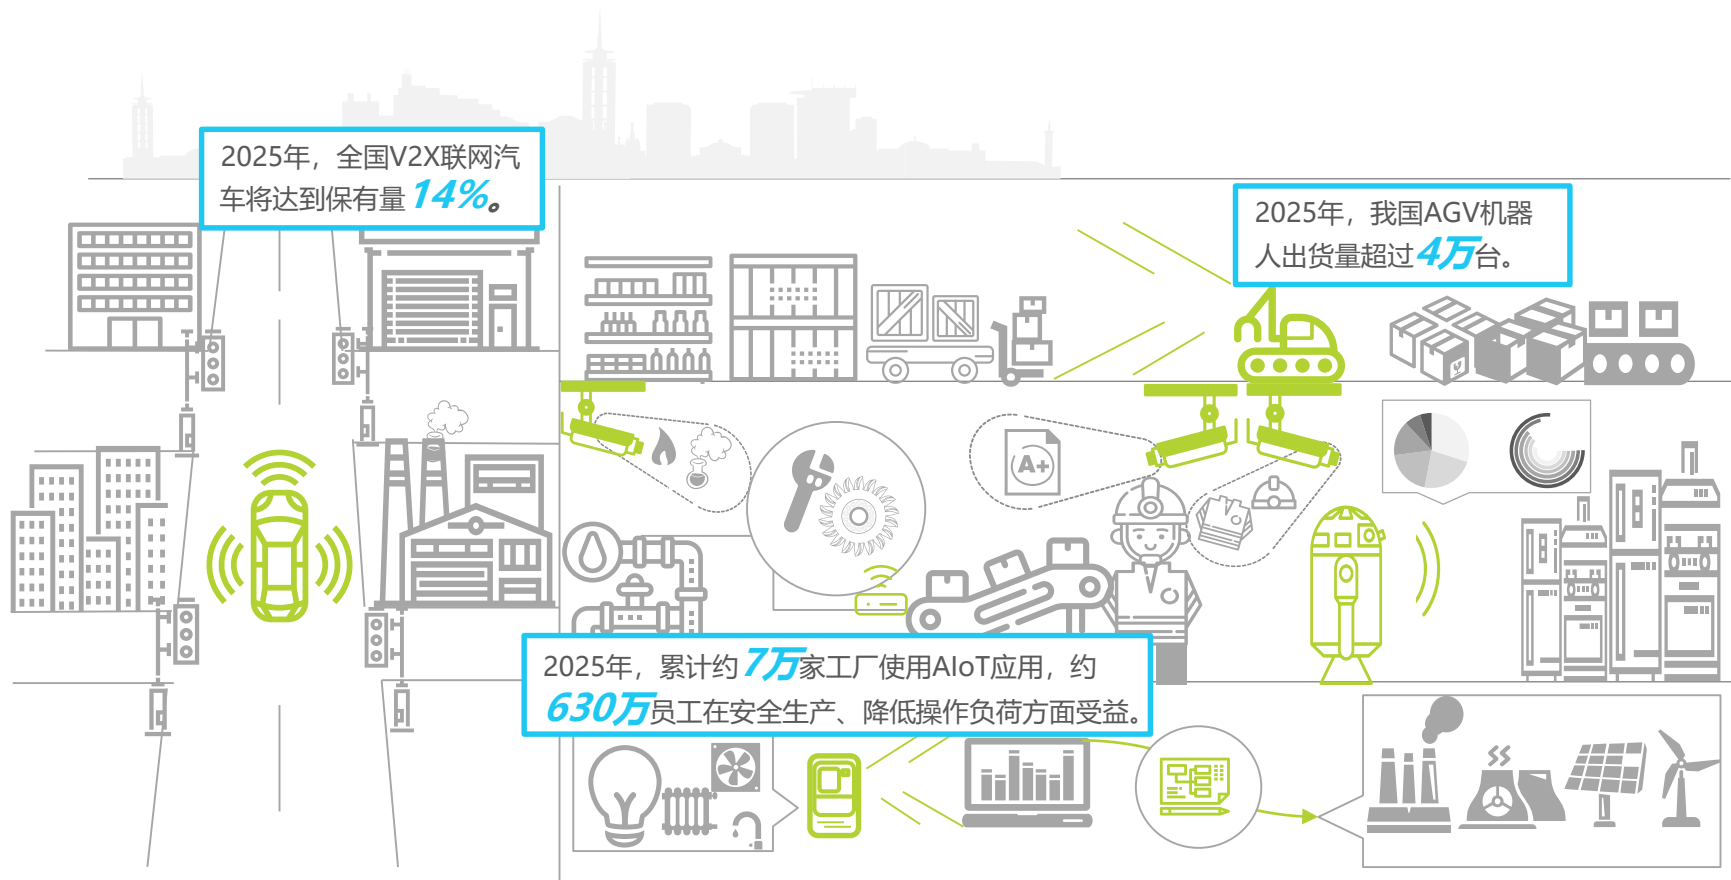 2025年，全国V2X联网汽
车将达到保有量14%。
2025年，我国AGV机器
人出货量超过4万台。
A+
2025年，累计约7万家工厂使用AIoT应用，约
630万员工在安全生产、降低操作负荷方面受益。